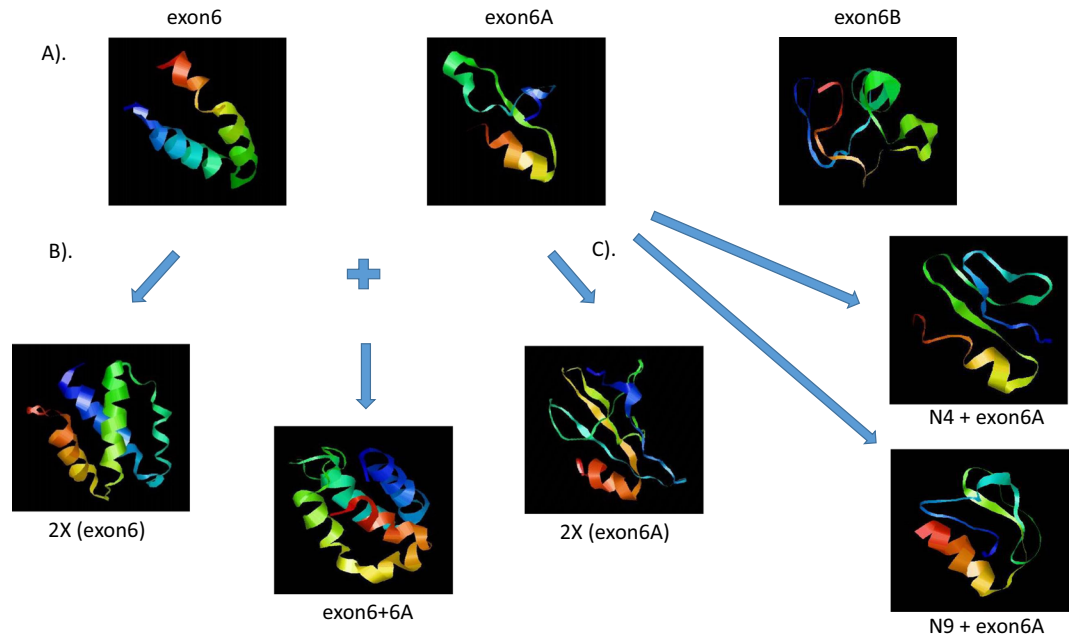 exon6
exon6A
exon6B
A).
B).
C).
N4 + exon6A
2X (exon6)
2X (exon6A)
exon6+6A
N9 + exon6A